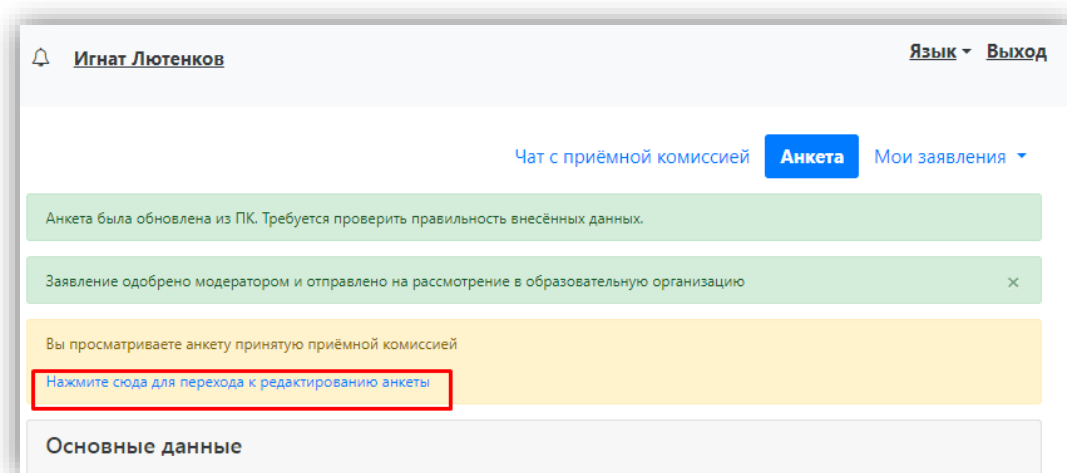 Игнат Лютенков
Язык Выход
Чат с приёмной комиссией Анкета Мои заявления
Анкета была обновлена из ПК. Требуется проверить правильность внесённых данных.
Заявление одобрено модератором и отправлено на рассмотрение в образовательную организацию ×
Вы просматриваете анкету принятую приёмной комиссией
Нажмите сюда для перехода к редактированию анкеты
Основные данные